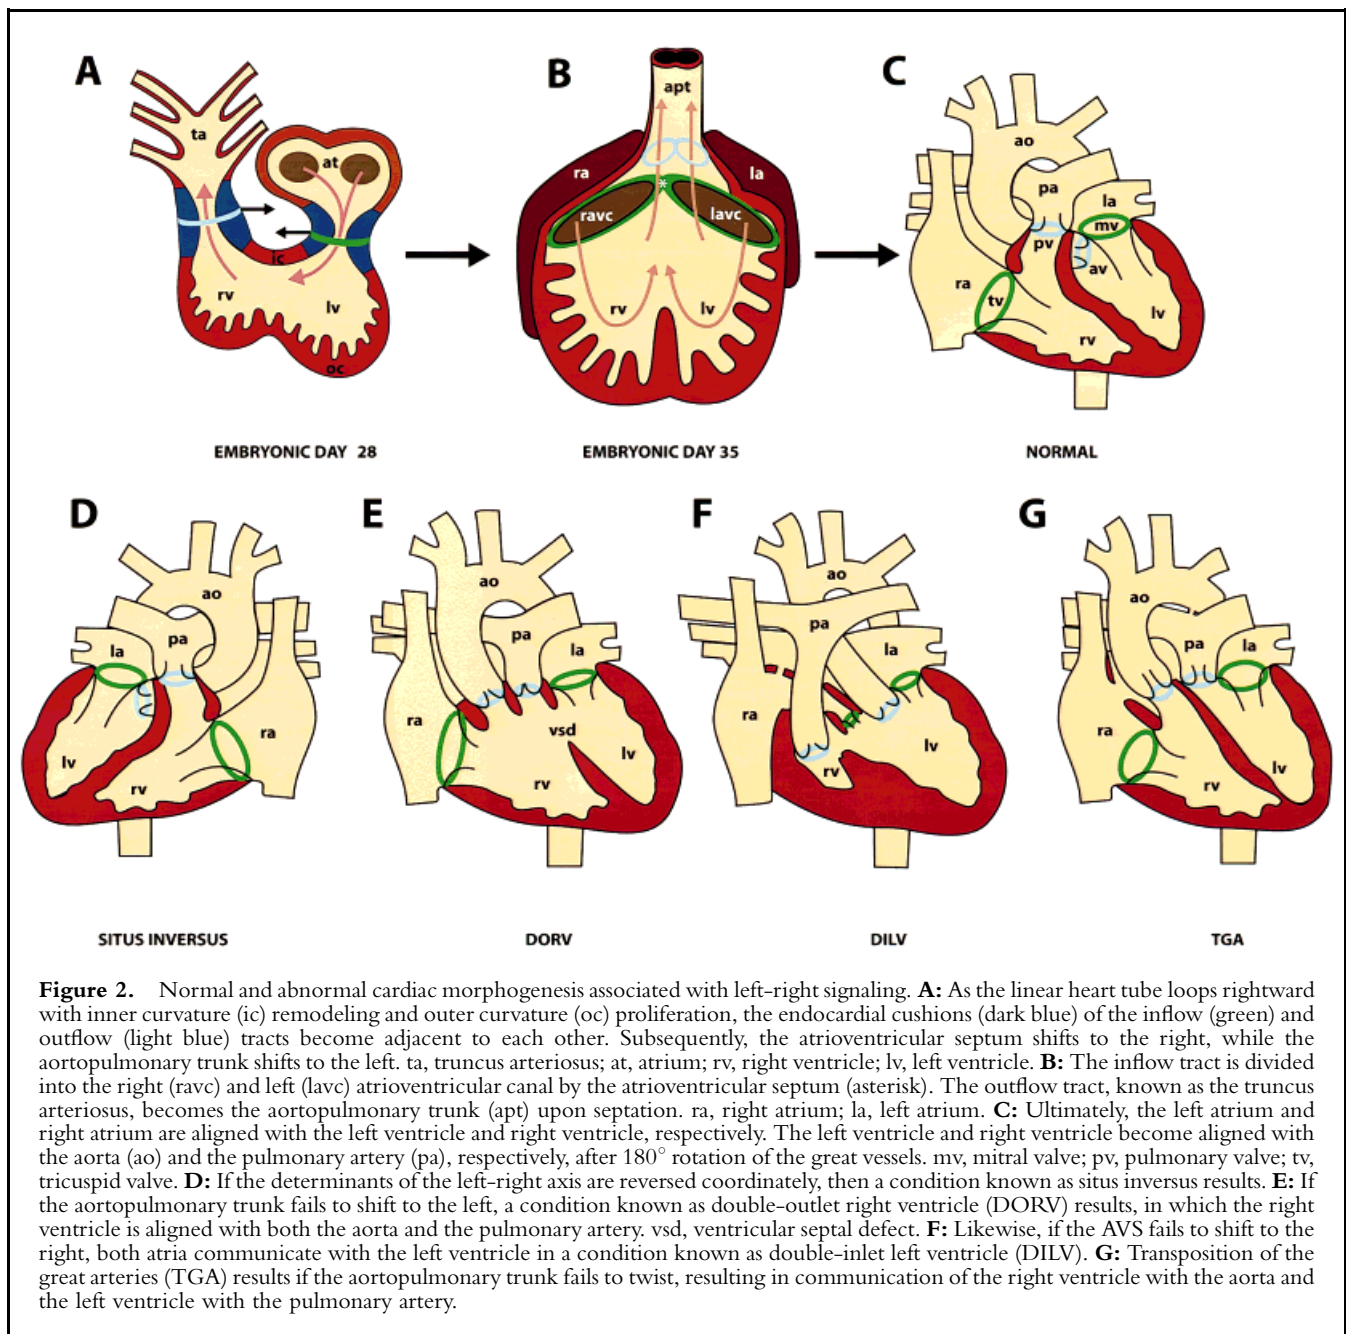 A
B
C
ta
at
ic
rv
lv
oc
apt
ra
la
ravc
lavc
*
rv
lv
ao
pa
la
mv
pv
av
ra
tv
lv
rv
EMBRYONIC DAY 28
EMBRYONIC DAY 35
NORMAL
D
E
F
G
ao
pa
la
ra
lv
rv
ao
pa
la
ra
vsd
lv
rv
ao
pa
la
ra
lv
rv
ao
pa
la
ra
lv
rv
SITUS INVERSUS
DORV
DILV
TGA
Figure 2. Normal and abnormal cardiac morphogenesis associated with left-right signaling. A: As the linear heart tube loops rightward
with inner curvature (ic) remodeling and outer curvature (oc) proliferation, the endocardial cushions (dark blue) of the inflow (green) and
outflow (light blue) tracts become adjacent to each other. Subsequently, the atrioventricular septum shifts to the right, while the
aortopulmonary trunk shifts to the left. ta, truncus arteriosus; at, atrium; rv, right ventricle; lv, left ventricle. B: The inflow tract is divided
into the right (ravc) and left (lavc) atrioventricular canal by the atrioventricular septum (asterisk). The outflow tract, known as the truncus
arteriosus, becomes the aortopulmonary trunk (apt) upon septation. ra, right atrium; la, left atrium. C: Ultimately, the left atrium and
right atrium are aligned with the left ventricle and right ventricle, respectively. The left ventricle and right ventricle become aligned with
the aorta (ao) and the pulmonary artery (pa), respectively, after 180° rotation of the great vessels. mv, mitral valve; pv, pulmonary valve; tv,
tricuspid valve. D: If the determinants of the left-right axis are reversed coordinately, then a condition known as situs inversus results. E: If
the aortopulmonary trunk fails to shift to the left, a condition known as double-outlet right ventricle (DORV) results, in which the right
ventricle is aligned with both the aorta and the pulmonary artery. vsd, ventricular septal defect. F: Likewise, if the AVS fails to shift to the
right, both atria communicate with the left ventricle in a condition known as double-inlet left ventricle (DILV). G: Transposition of the
great arteries (TGA) results if the aortopulmonary trunk fails to twist, resulting in communication of the right ventricle with the aorta and
the left ventricle with the pulmonary artery.